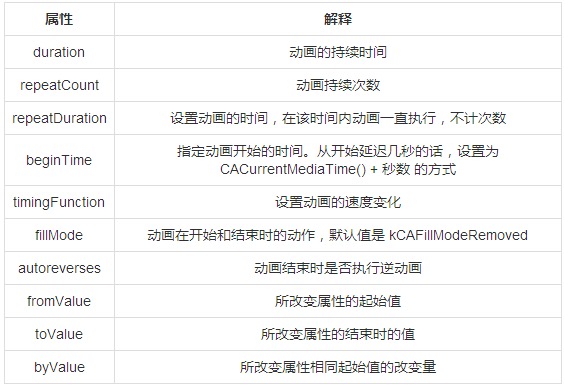 属性 解释
duration 动画的持续时间
repeatCount 动画持续次数
repeatDuration 设置动画的时间，在该时间内动画一直执行，不计次数
beginTime 指定动画开始的时间。从开始延迟几秒的话，设置为
CACurrentMediaTime() + 秒数 的方式
timingFunction 设置动画的速度变化
fillMode 动画在开始和结束时的动作，默认值是 kCAFillModeRemoved
autoreverses 动画结束时是否执行逆动画
fromValue 所改变属性的起始值
toValue 所改变属性的结束时的值
byValue 所改变属性相同起始值的改变量